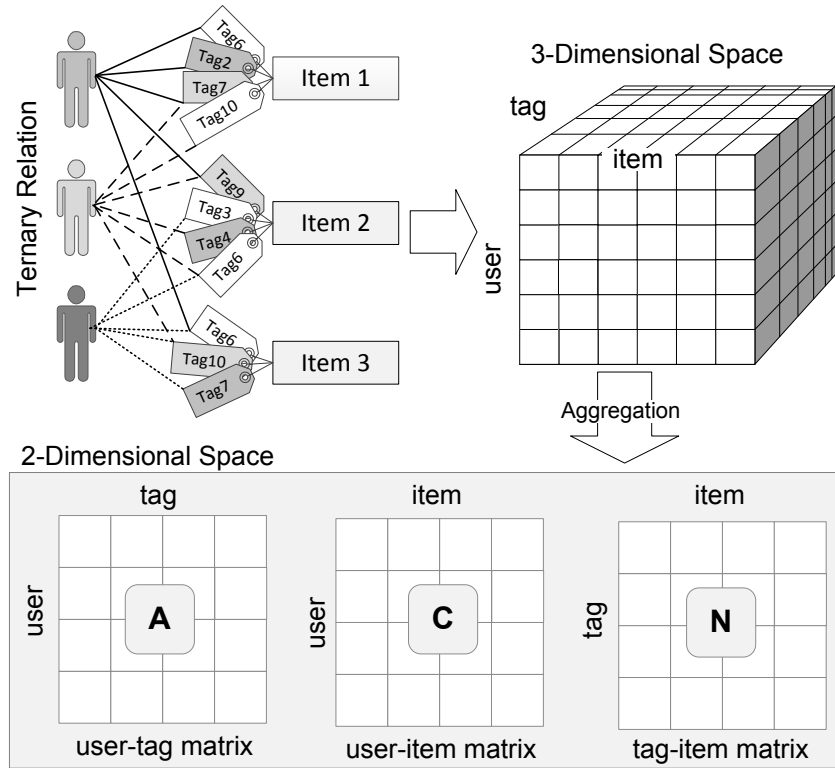 Ternary Relation
Tag6
Tag2
Tag7
Tag10
Item 1
Tag9
Tag3
Tag4
Tag6
Item 2
Tag6
Tag10
Tag7
Item 3
3-Dimensional Space
tag
item
user
Aggregation
2-Dimensional Space
tag
user
A
user-tag matrix
item
user
C
user-item matrix
item
tag
N
tag-item matrix